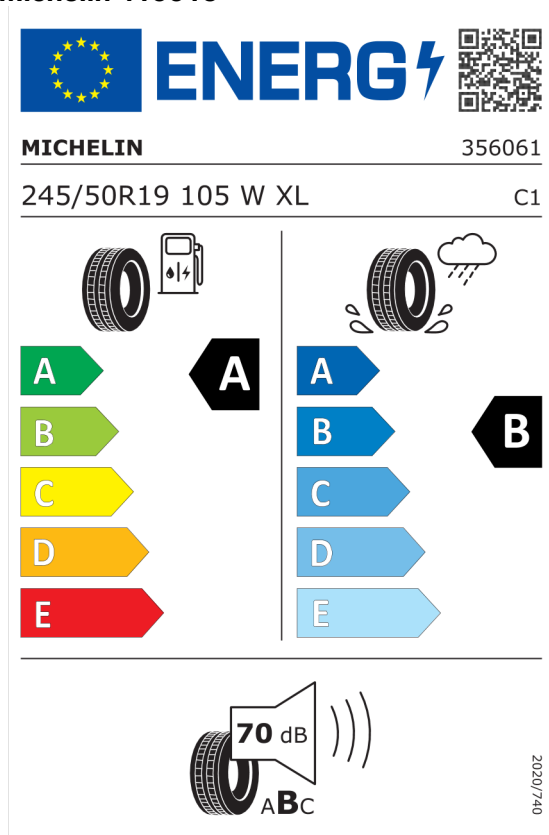 ENERG
MICHELIN 356061
245/50R19 105 W XL C1
A A A
B B B
C C
D D
E E
70 dB
ABC
2020/740